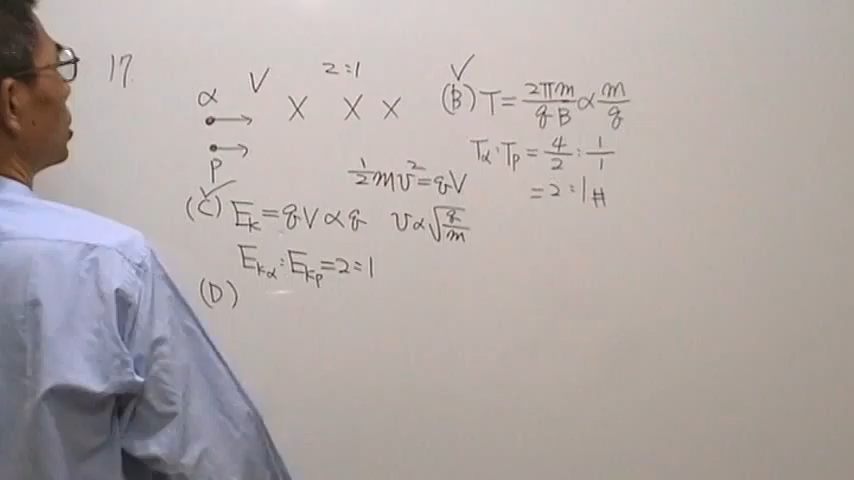 17.
α V 2:1
× × ×
P
(B) T = 2πm/qB ∝ m/q
Tα : Tp = 4/2 : 1/1
= 2 : 1 #
1/2 mv² = qV
(C) Ek = qV ∝ q v ∝ √(q/m)
Ekα : Ekp = 2 : 1
(D)